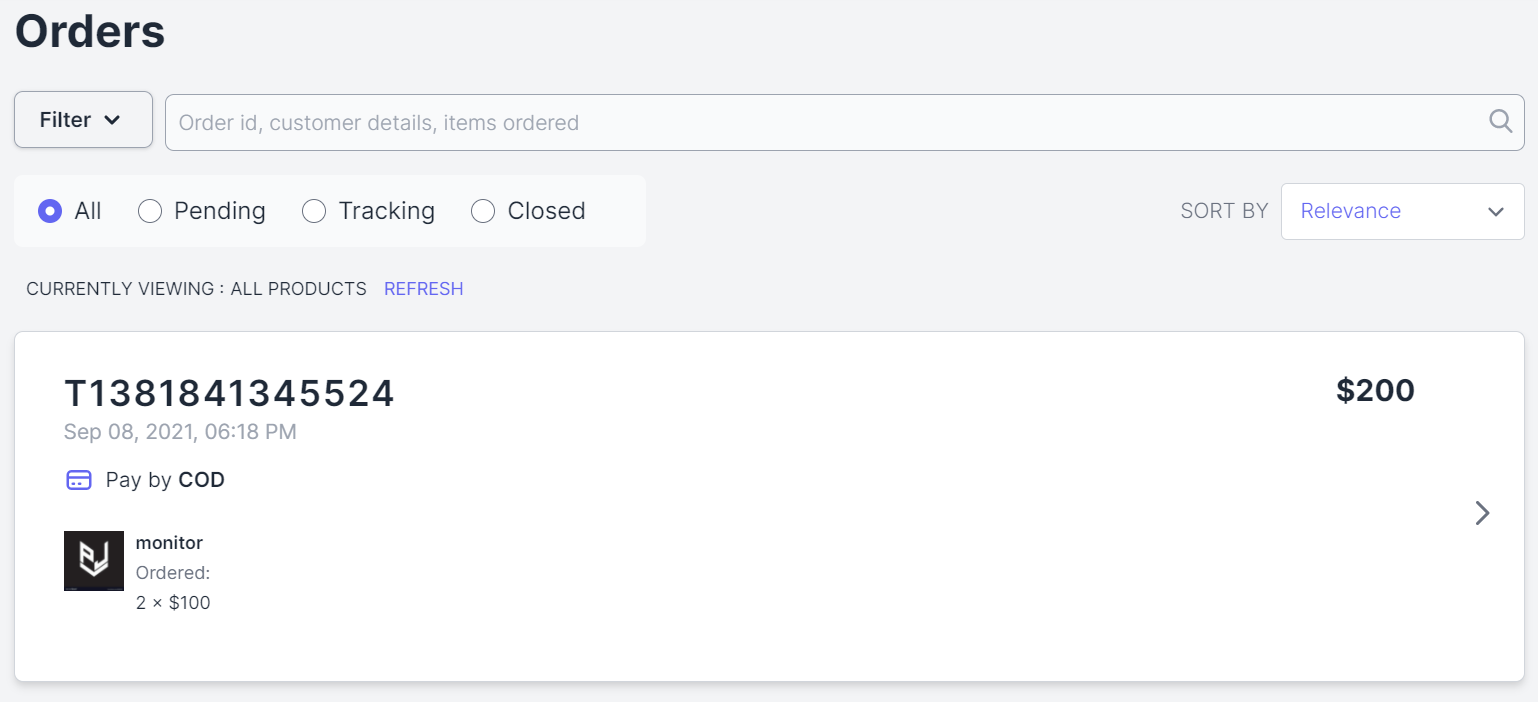 Orders
Filter
Order id, customer details, items ordered
All Pending Tracking Closed
SORT BY Relevance
CURRENTLY VIEWING : ALL PRODUCTS REFRESH
T1381841345524
$200
Sep 08, 2021, 06:18 PM
Pay by COD
monitor
Ordered:
2 × $100